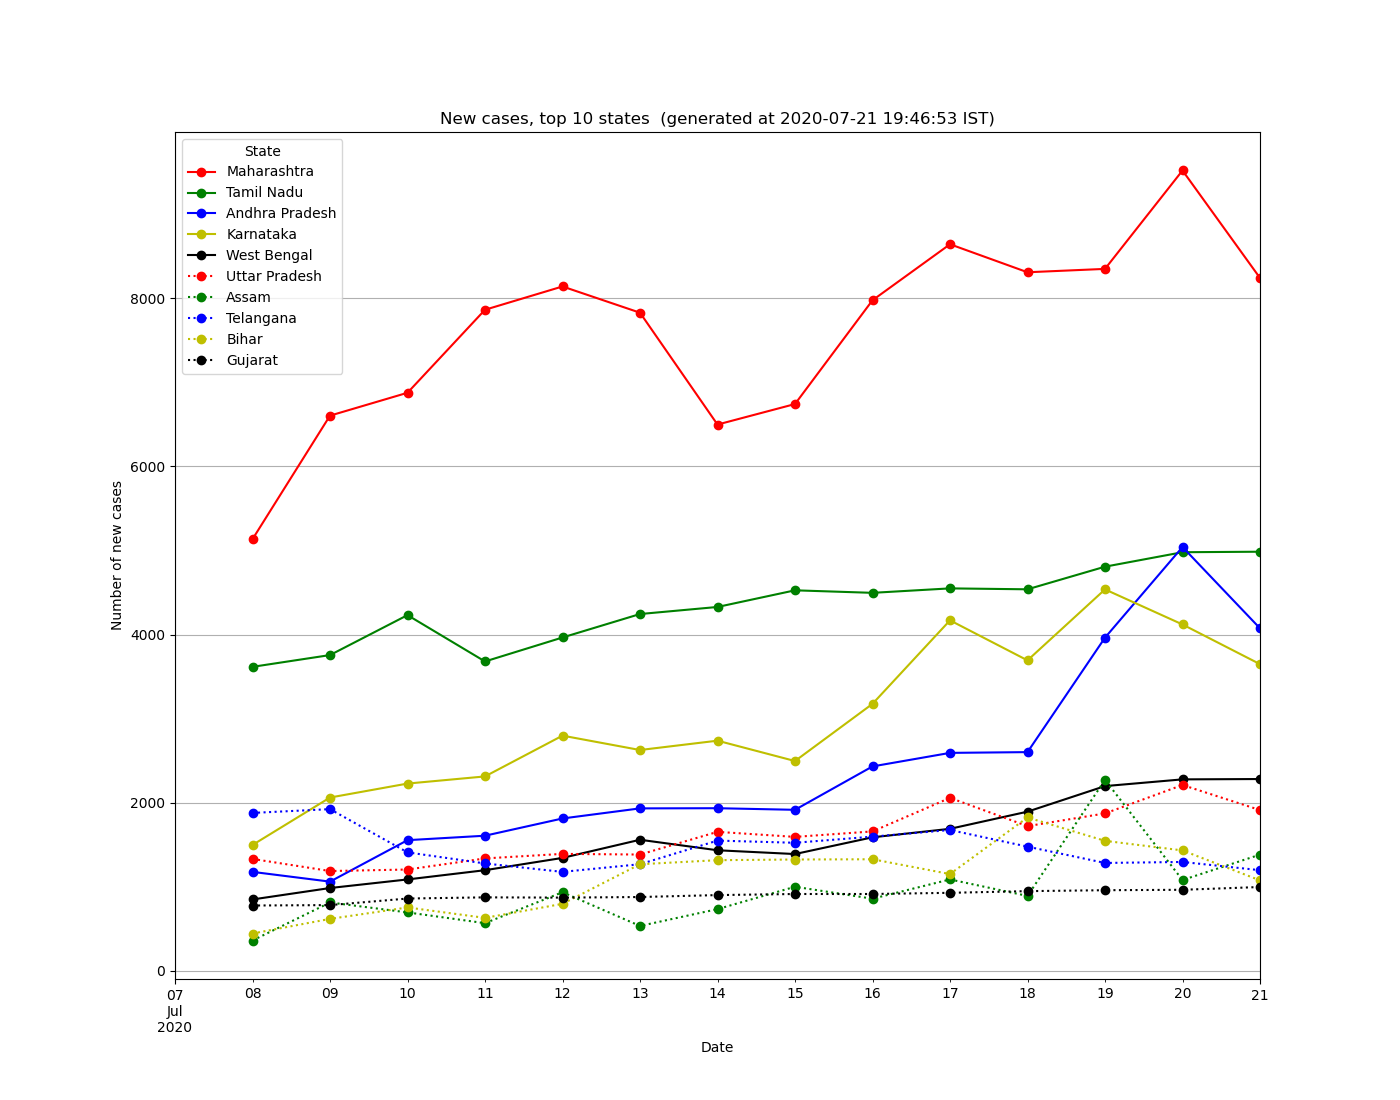 New cases, top 10 states  (generated at 2020-07-21 19:46:53 IST)
State
Maharashtra
Tamil Nadu
Andhra Pradesh
Karnataka
West Bengal
Uttar Pradesh
Assam
Telangana
Bihar
Gujarat
8000
6000
4000
2000
0
Number of new cases
07 08 09 10 11 12 13 14 15 16 17 18 19 20 21
Jul
2020
Date